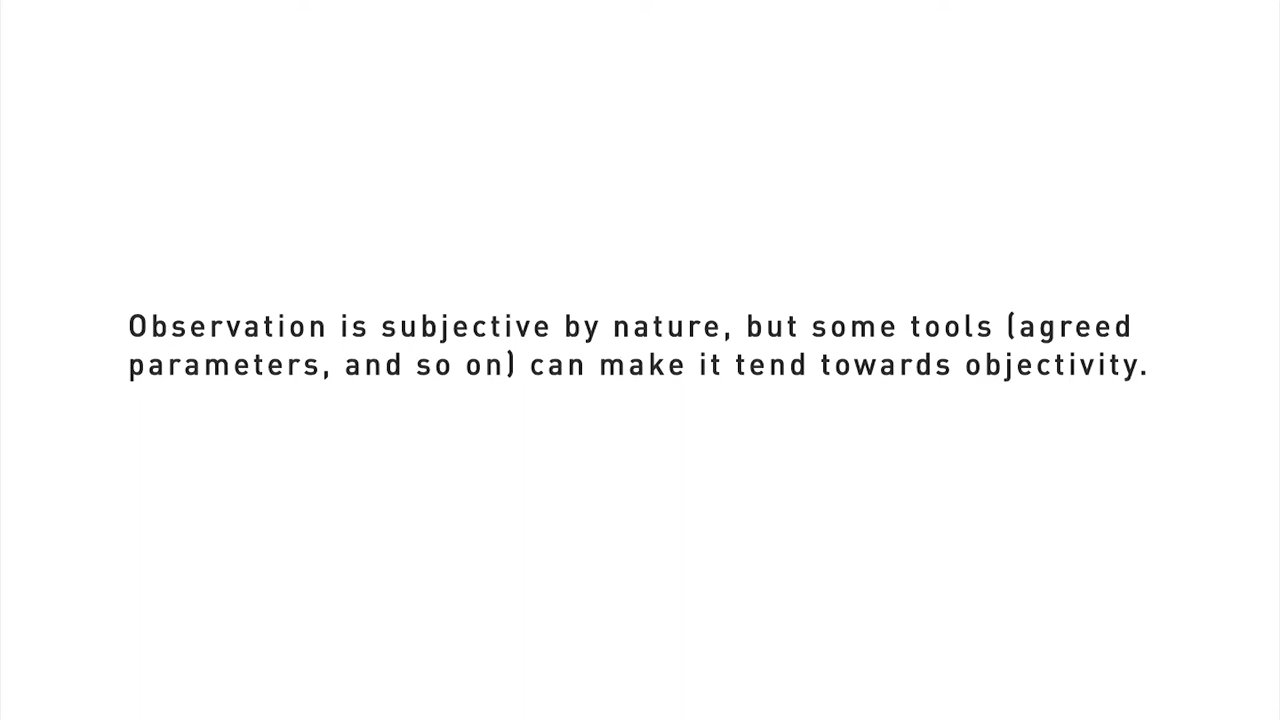 Observation is subjective by nature, but some tools (agreed
parameters, and so on) can make it tend towards objectivity.